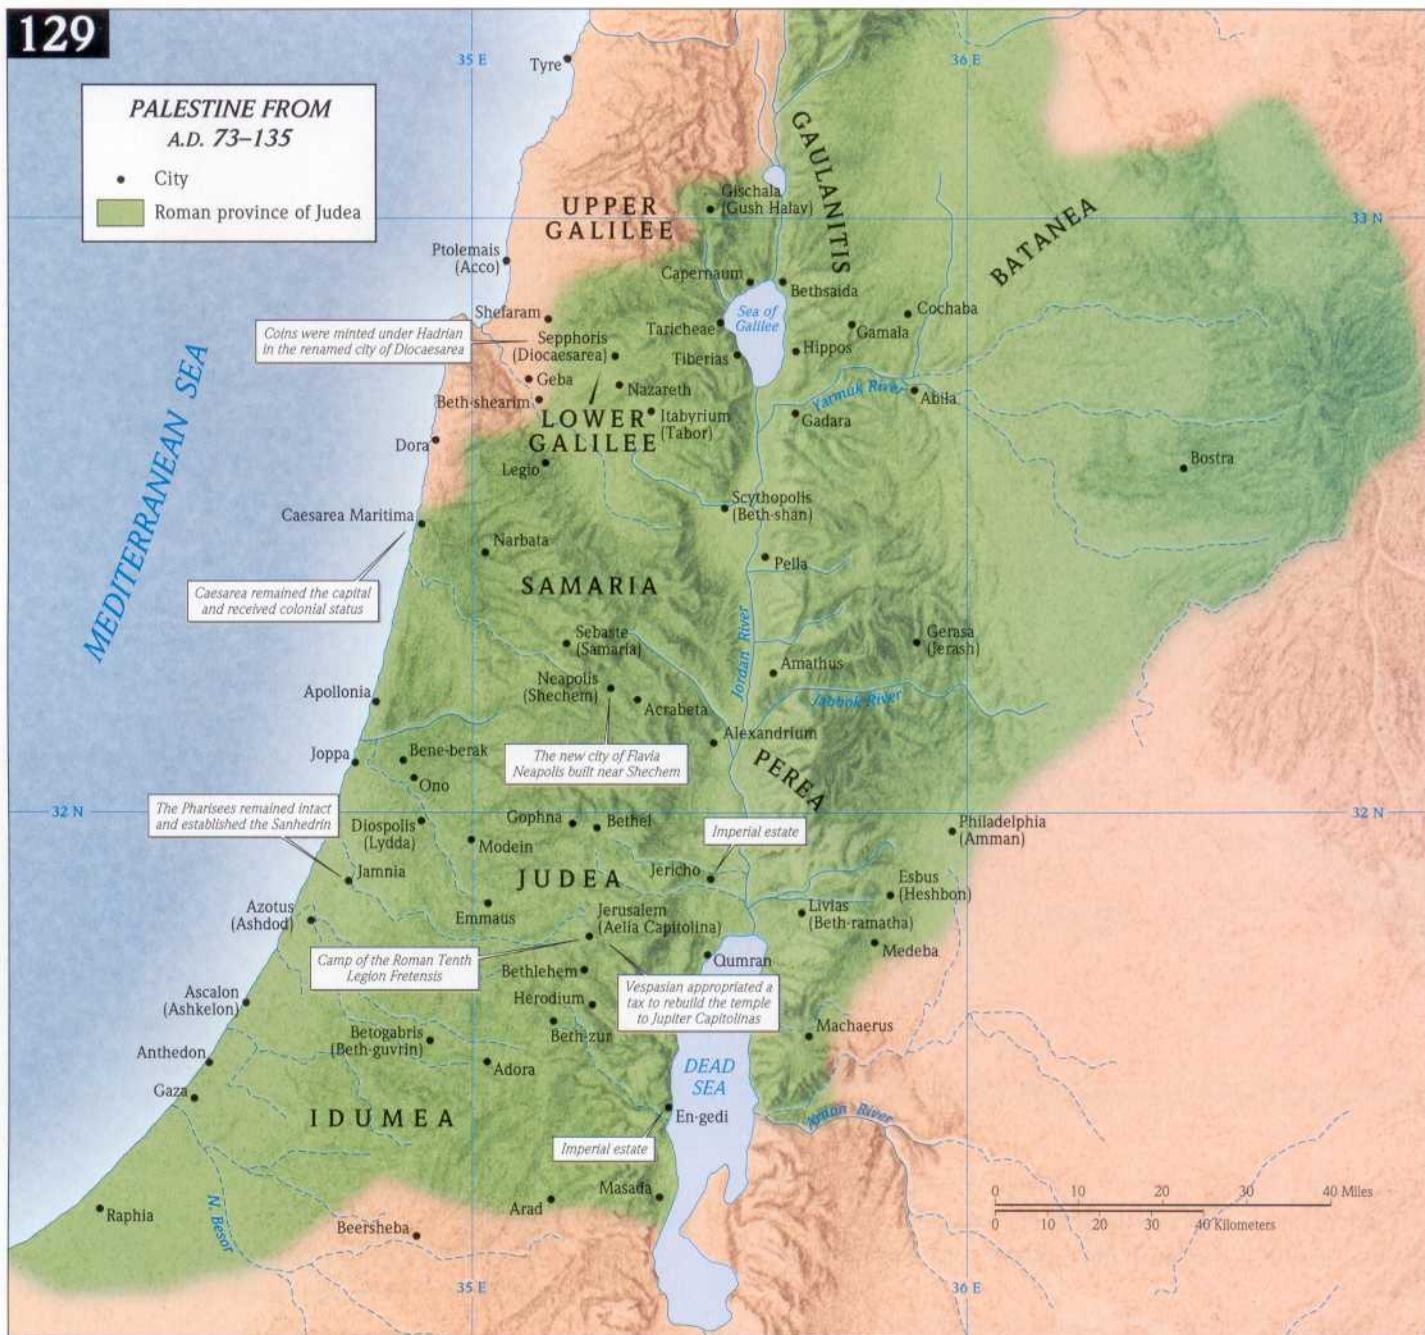 129
PALESTINE FROM
A.D. 73–135
City
Roman province of Judea
35 E
36 E
Tyre
GAULANITIS
UPPER
GALILEE
Gischala
(Gush Halav)
33 N
BATANEA
Ptolemais
(Acco)
Capernaum
Bethsaida
Shefaram
Sea of
Galilee
Cochaba
Taricheae
Gamala
Coins were minted under Hadrian
in the renamed city of Diocaesarea
Sepphoris
(Diocaesarea)
Tiberias
Hippos
Geba
Nazareth
Yarmuk River
Abila
Beth-shearim
Itabyrium
(Tabor)
Gadara
LOWER
GALILEE
Dora
Legio
Bostra
MEDITERRANEAN SEA
Scythopolis
(Beth-shan)
Caesarea Maritima
Narbata
Pella
Caesarea remained the capital
and received colonial status
SAMARIA
Jordan River
Sebaste
(Samaria)
Gerasa
(Jerash)
Amathus
Neapolis
(Shechem)
Jabbok River
Apollonia
Acrabeta
Alexandrium
Joppa
Bene-berak
The new city of Flavia
Neapolis built near Shechem
PEREA
Ono
32 N
32 N
The Pharisees remained intact
and established the Sanhedrin
Diospolis
(Lydda)
Gophna
Bethel
Imperial estate
Philadelphia
(Amman)
Modein
Jamnia
JUDEA
Jericho
Esbus
(Heshbon)
Azotus
(Ashdod)
Emmaus
Jerusalem
(Aelia Capitolina)
Livias
(Beth-ramatha)
Medeba
Camp of the Roman Tenth
Legion Fretensis
Qumran
Bethlehem
Vespasian appropriated a
tax to rebuild the temple
to Jupiter Capitolinas
Ascalon
(Ashkelon)
Herodium
Betogabris
(Beth-guvrin)
Beth-zur
Machaerus
Anthedon
Adora
DEAD
SEA
Gaza
IDUMEA
En-gedi
Arnon River
Imperial estate
Masada
Arad
Raphia
N. Besor
Beersheba
0 10 20 30 40 Miles
0 10 20 30 40 Kilometers
35 E
36 E